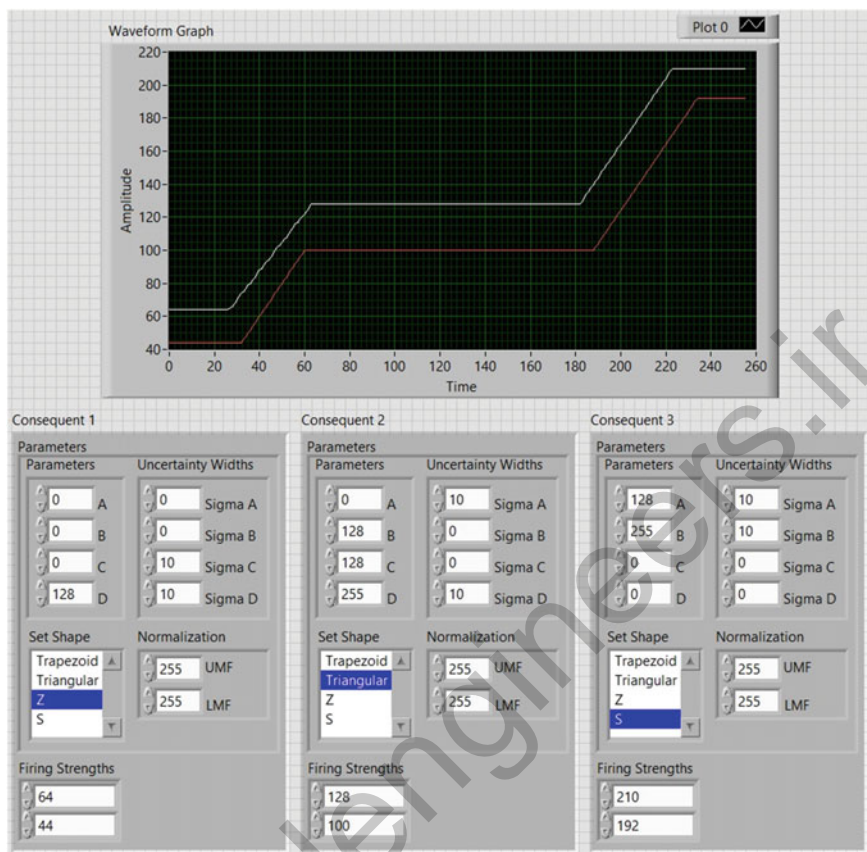 Waveform Graph
Plot 0
220
200
180
160
140
120
100
80
60
40
Amplitude
0 20 40 60 80 100 120 140 160 180 200 220 240 260
Time
Consequent 1
Parameters
Parameters Uncertainty Widths
0 A 0 Sigma A
0 B 0 Sigma B
0 C 10 Sigma C
128 D 10 Sigma D
Set Shape Normalization
Trapezoid
Triangular
Z
S
255 UMF
255 LMF
Firing Strengths
64
44
Consequent 2
Parameters
Parameters Uncertainty Widths
0 A 10 Sigma A
128 B 0 Sigma B
128 C 0 Sigma C
255 D 10 Sigma D
Set Shape Normalization
Trapezoid
Triangular
Z
S
255 UMF
255 LMF
Firing Strengths
128
100
Consequent 3
Parameters
Parameters Uncertainty Widths
128 A 10 Sigma A
255 B 10 Sigma B
0 C 0 Sigma C
0 D 0 Sigma D
Set Shape Normalization
Trapezoid
Triangular
Z
S
255 UMF
255 LMF
Firing Strengths
210
192